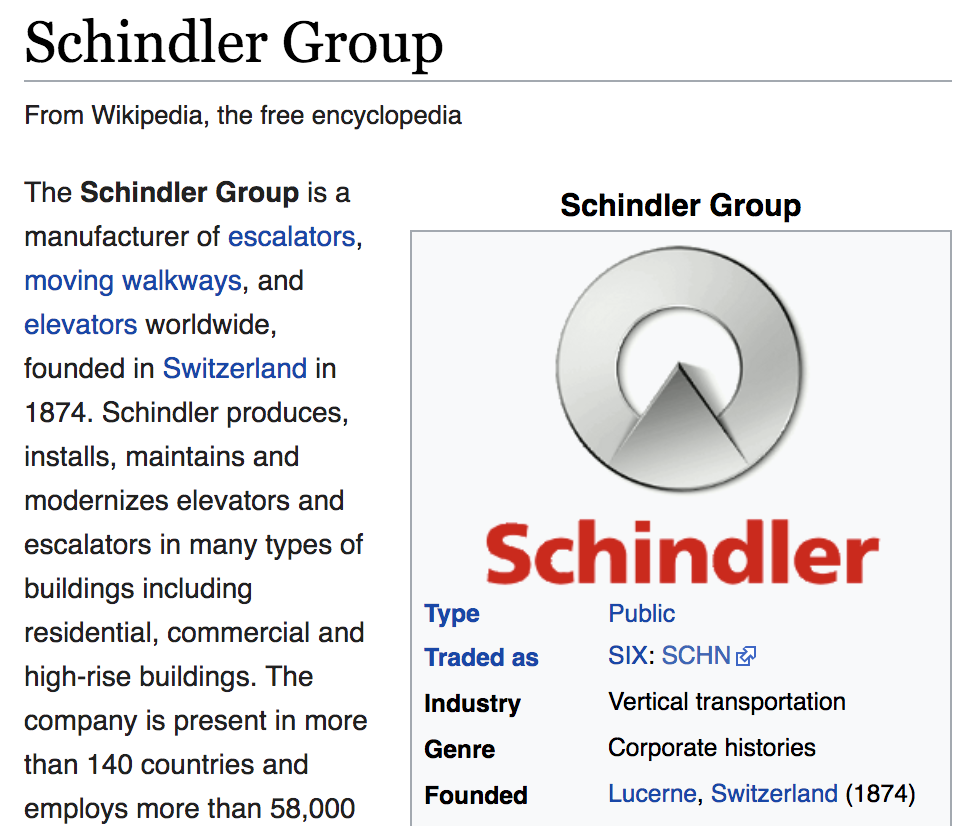 Schindler Group
From Wikipedia, the free encyclopedia
The Schindler Group is a
manufacturer of escalators,
moving walkways, and
elevators worldwide,
founded in Switzerland in
1874. Schindler produces,
installs, maintains and
modernizes elevators and
escalators in many types of
buildings including
residential, commercial and
high-rise buildings. The
company is present in more
than 140 countries and
employs more than 58,000
Schindler Group
Schindler
Type Public
Traded as SIX: SCHN
Industry Vertical transportation
Genre Corporate histories
Founded Lucerne, Switzerland (1874)